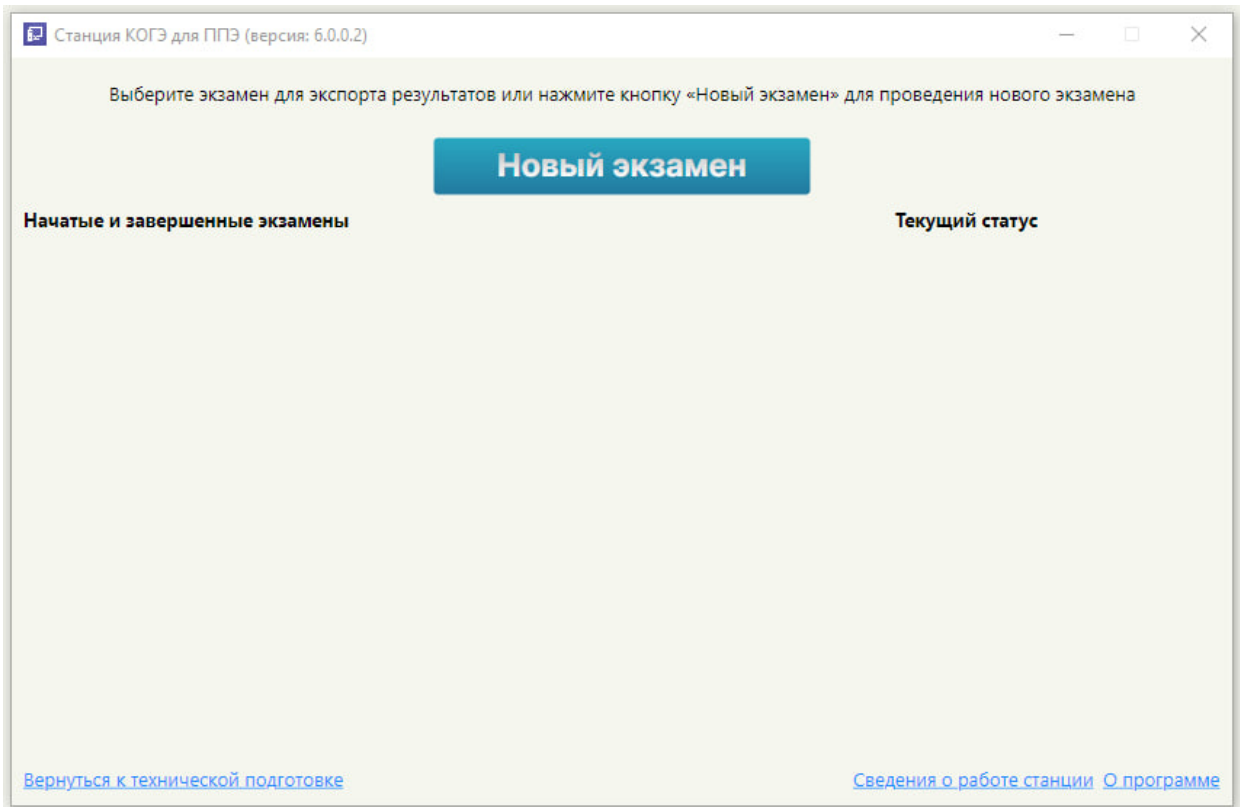 Станция КОГЭ для ППЭ (версия: 6.0.0.2)
Выберите экзамен для экспорта результатов или нажмите кнопку «Новый экзамен» для проведения нового экзамена
Новый экзамен
Начатые и завершенные экзамены Текущий статус
Вернуться к технической подготовке Сведения о работе станции О программе